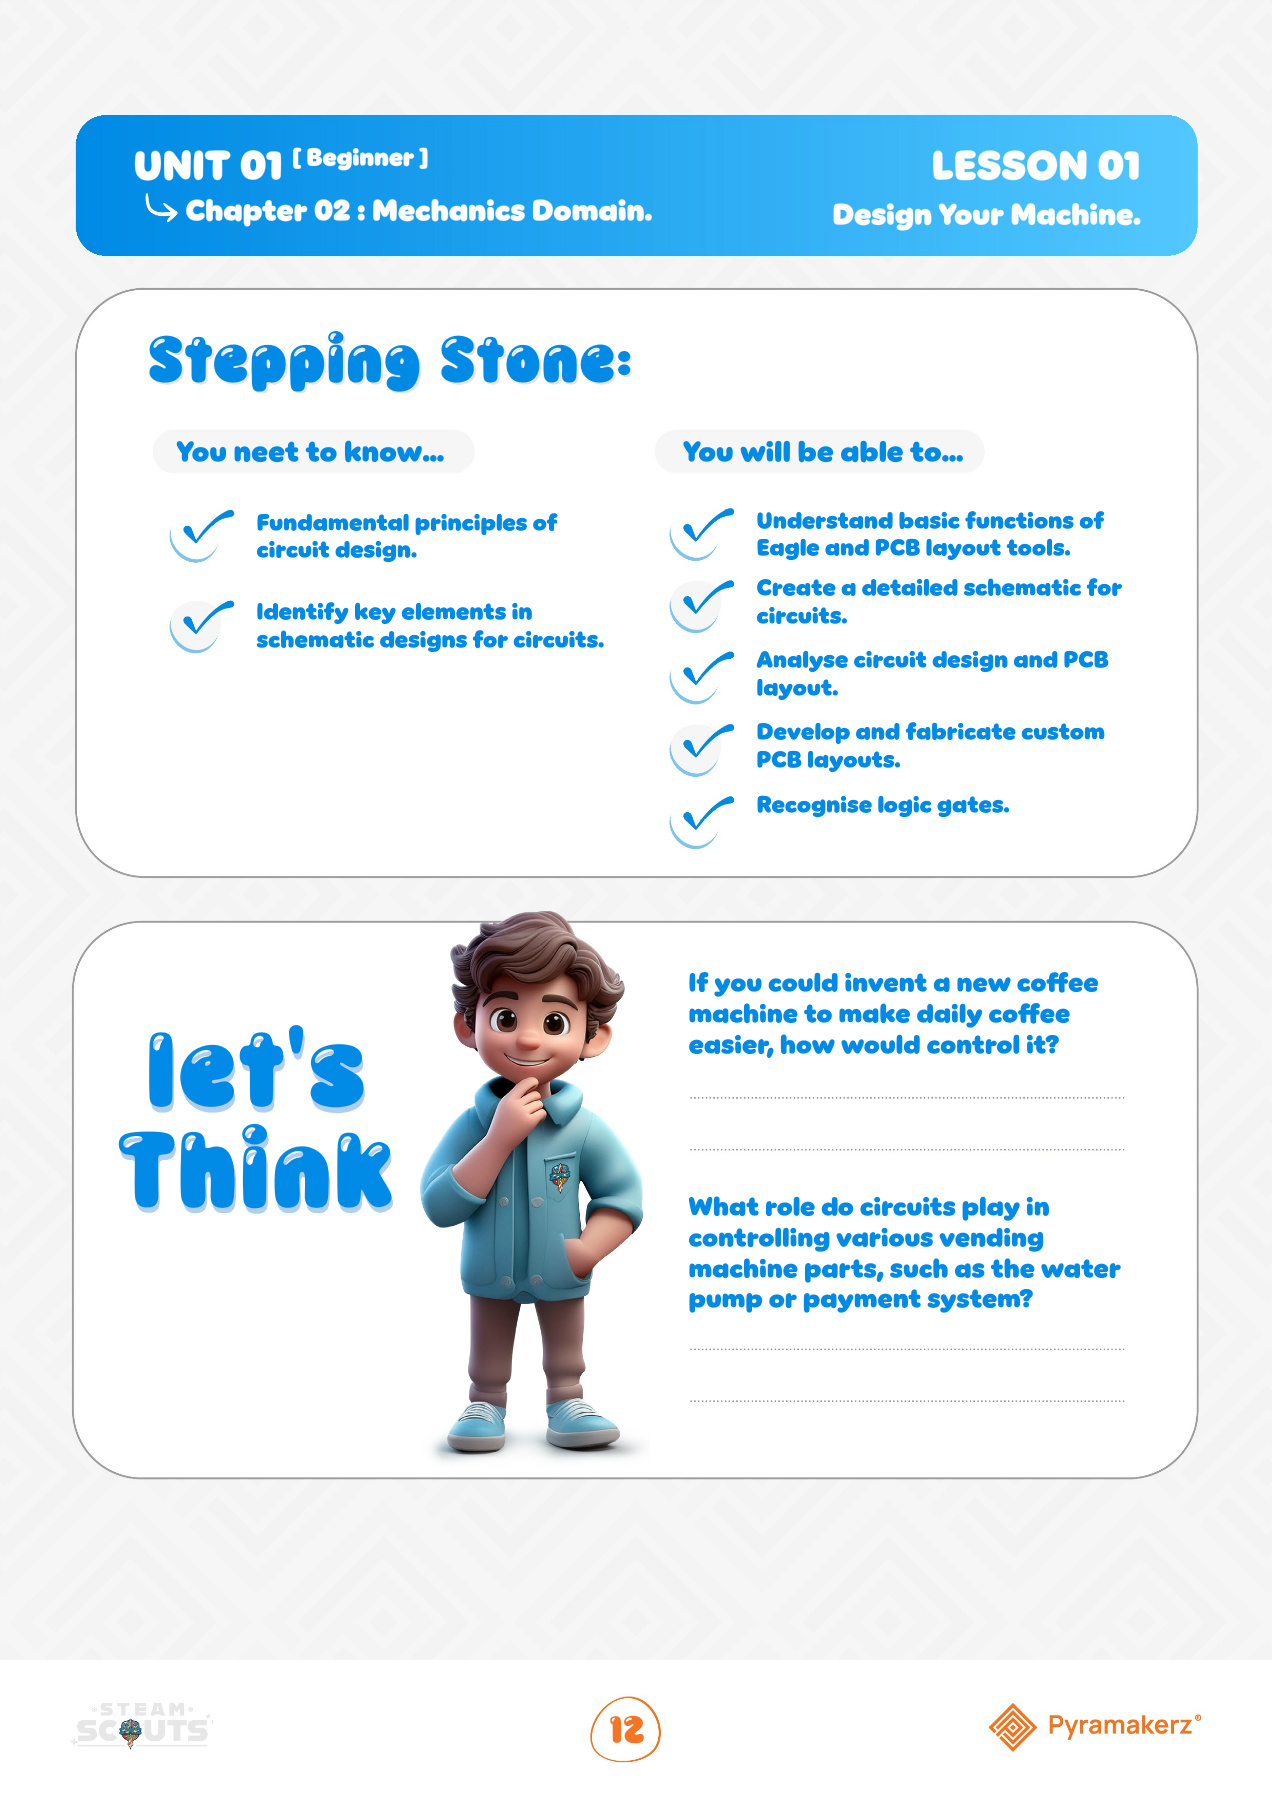 UNIT 01 [ Beginner ]
Chapter 02 : Mechanics Domain.
LESSON 01
Design Your Machine.
Stepping Stone:
You neet to know...
Fundamental principles of
circuit design.
Identify key elements in
schematic designs for circuits.
You will be able to...
Understand basic functions of
Eagle and PCB layout tools.
Create a detailed schematic for
circuits.
Analyse circuit design and PCB
layout.
Develop and fabricate custom
PCB layouts.
Recognise logic gates.
let's
Think
If you could invent a new coffee
machine to make daily coffee
easier, how would control it?
What role do circuits play in
controlling various vending
machine parts, such as the water
pump or payment system?
STEAM
SCOUTS
12
Pyramakerz®